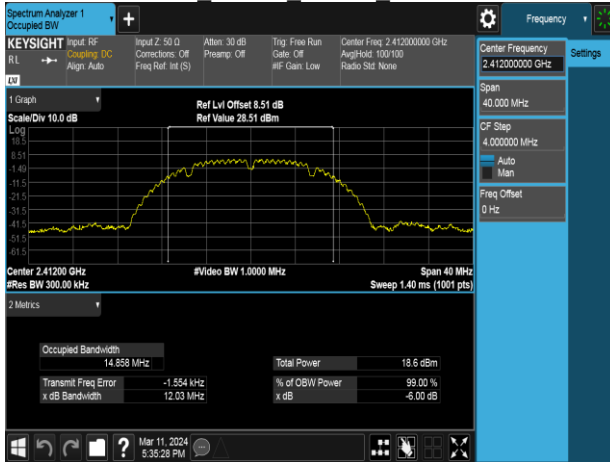 Spectrum Analyzer 1
Occupied BW
+
Frequency
KEYSIGHT
RL
Input: RF
Coupling: DC
Align: Auto
Input Z: 50 Ω
Corrections: Off
Freq Ref: Int (S)
Atten: 30 dB
Preamp: Off
Trig: Free Run
Gate: Off
#IF Gain: Low
Center Freq: 2.412000000 GHz
Avg|Hold: 100/100
Radio Std: None
LXI
Center Frequency
2.412000000 GHz
Settings
Span
40.000 MHz
CF Step
4.000000 MHz
Auto
Man
Freq Offset
0 Hz
1 Graph
Scale/Div 10.0 dB
Ref Lvl Offset 8.51 dB
Ref Value 28.51 dBm
Log
18.5
8.51
-1.49
-11.5
-21.5
-31.5
-41.5
-51.5
-61.5
Center 2.41200 GHz
#Res BW 300.00 kHz
#Video BW 1.0000 MHz
Span 40 MHz
Sweep 1.40 ms (1001 pts)
2 Metrics
Occupied Bandwidth
14.858 MHz
Total Power 18.6 dBm
Transmit Freq Error -1.554 kHz
% of OBW Power 99.00 %
x dB Bandwidth 12.03 MHz
x dB -6.00 dB
?
Mar 11, 2024
5:35:28 PM